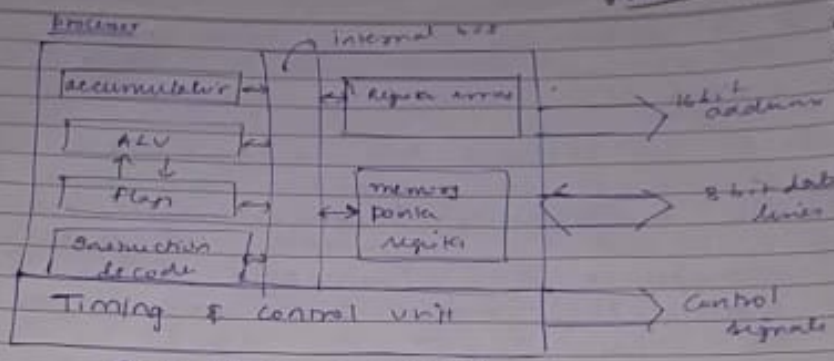 processor
internal bus
accumulator
Register array
16 bit
address
ALU
Flags
memory
pointer
register
8 bit data
lines
Instruction
decode
Timing & control unit
Control
signals